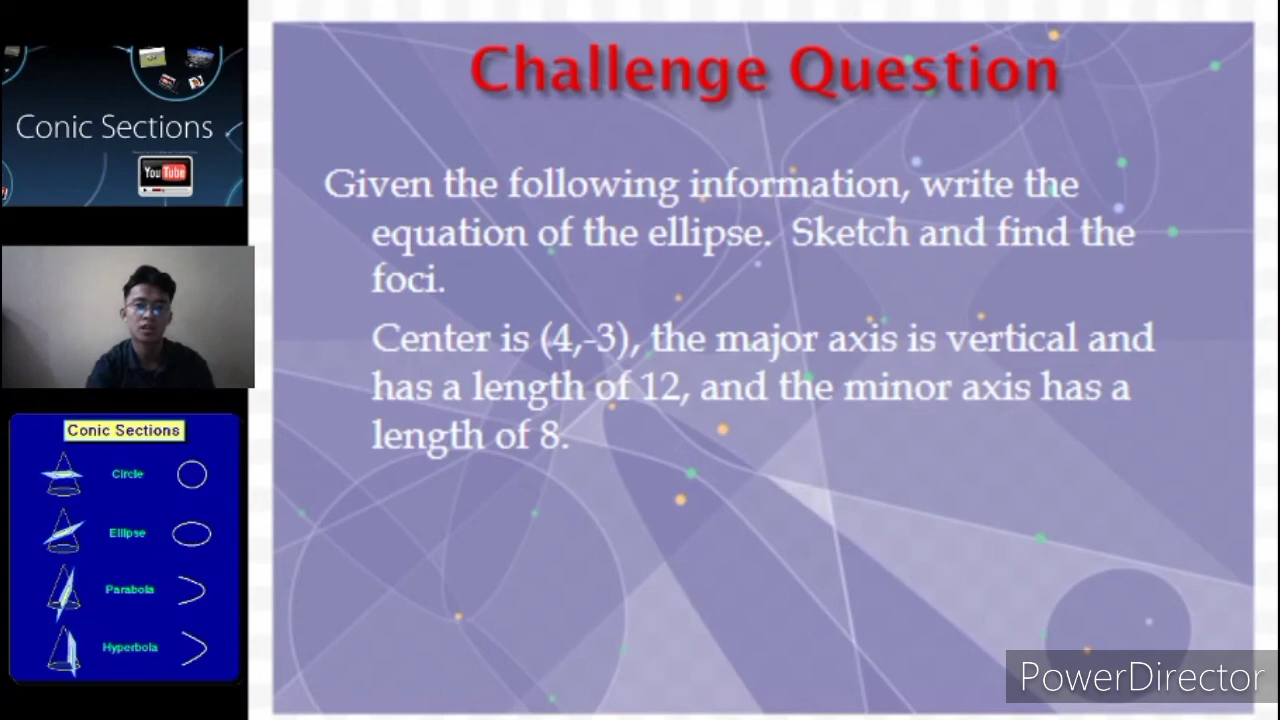 Challenge Question
Given the following information, write the
equation of the ellipse. Sketch and find the
foci.
Center is (4,-3), the major axis is vertical and
has a length of 12, and the minor axis has a
length of 8.
Conic Sections
You Tube
Conic Sections
Circle
Ellipse
Parabola
Hyperbola
PowerDirector